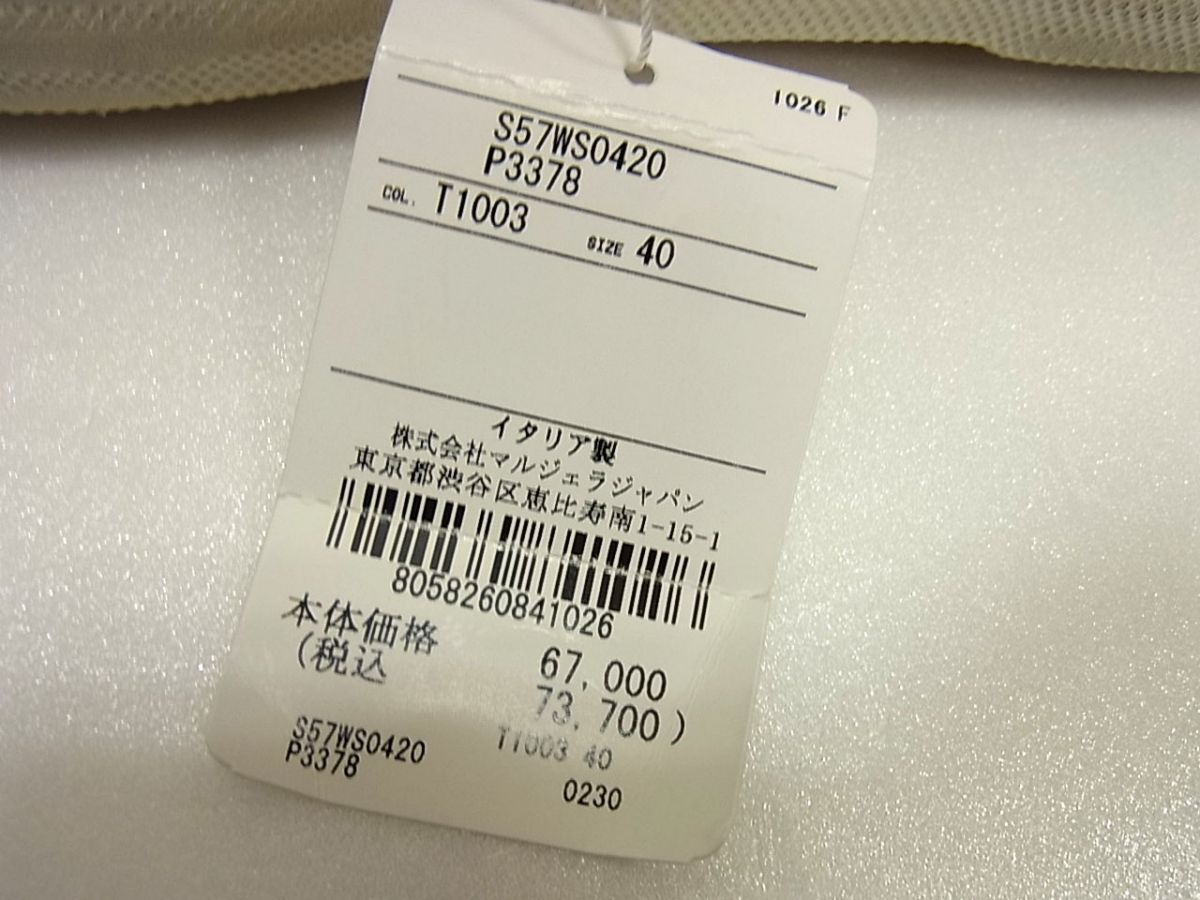 1026 F
S57WS0420
P3378
COL. T1003 SIZE 40
イタリア製
株式会社マルジェラジャパン
東京都渋谷区恵比寿南1-15-1
8058260841026
本体価格 67,000
(税込 73,700)
S57WS0420 T1003 40
P3378
0230